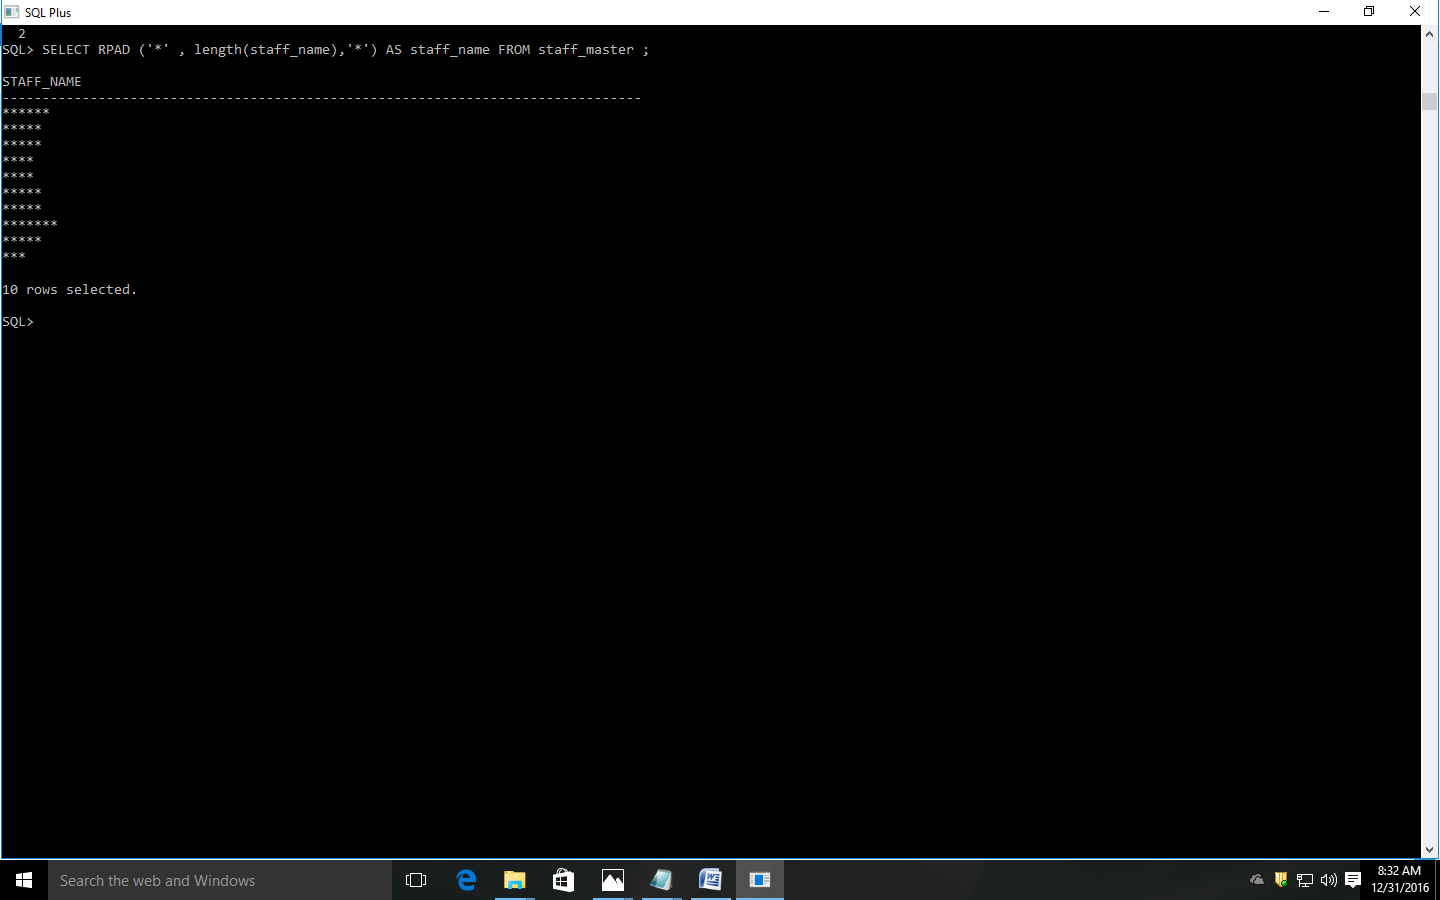 SQL Plus
2
SQL> SELECT RPAD ('*' , length(staff_name),'*') AS staff_name FROM staff_master ;
STAFF_NAME
--------------------------------------------------------------------------------
******
*****
*****
****
****
*****
*****
*******
*****
***
10 rows selected.
SQL>
Search the web and Windows
8:32 AM
12/31/2016